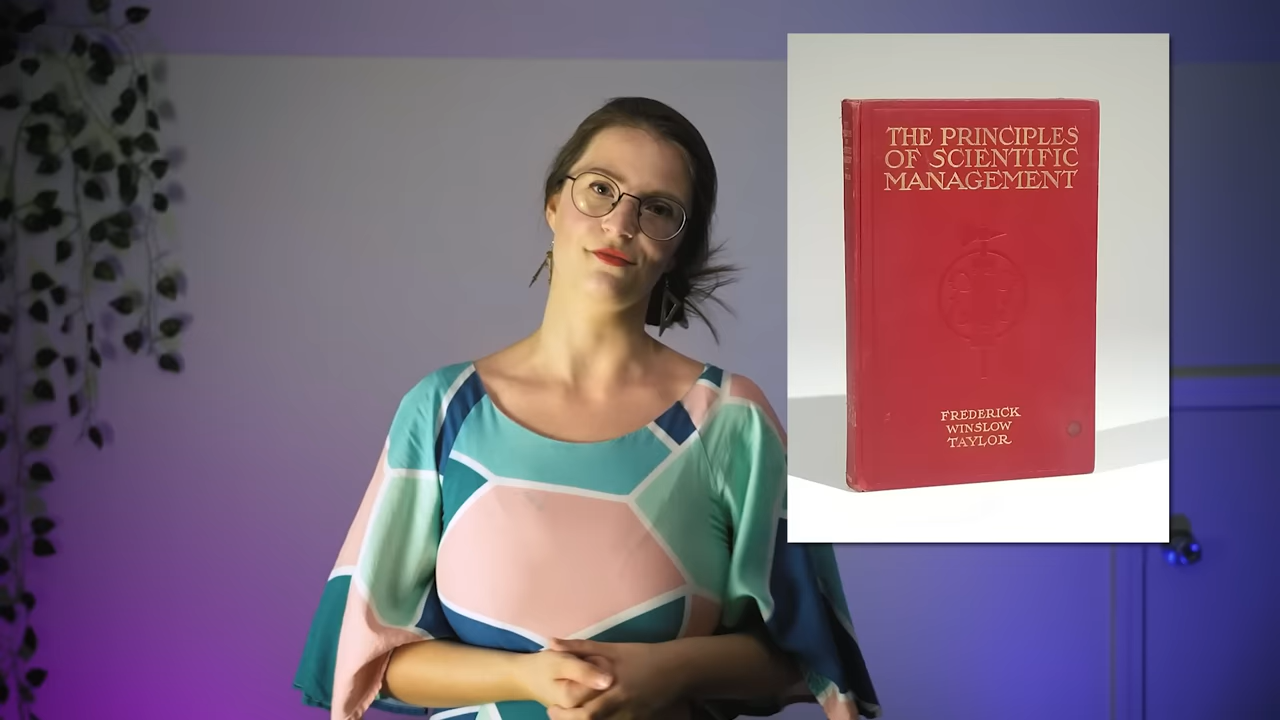 THE PRINCIPLES
OF SCIENTIFIC
MANAGEMENT
FREDERICK
WINSLOW
TAYLOR